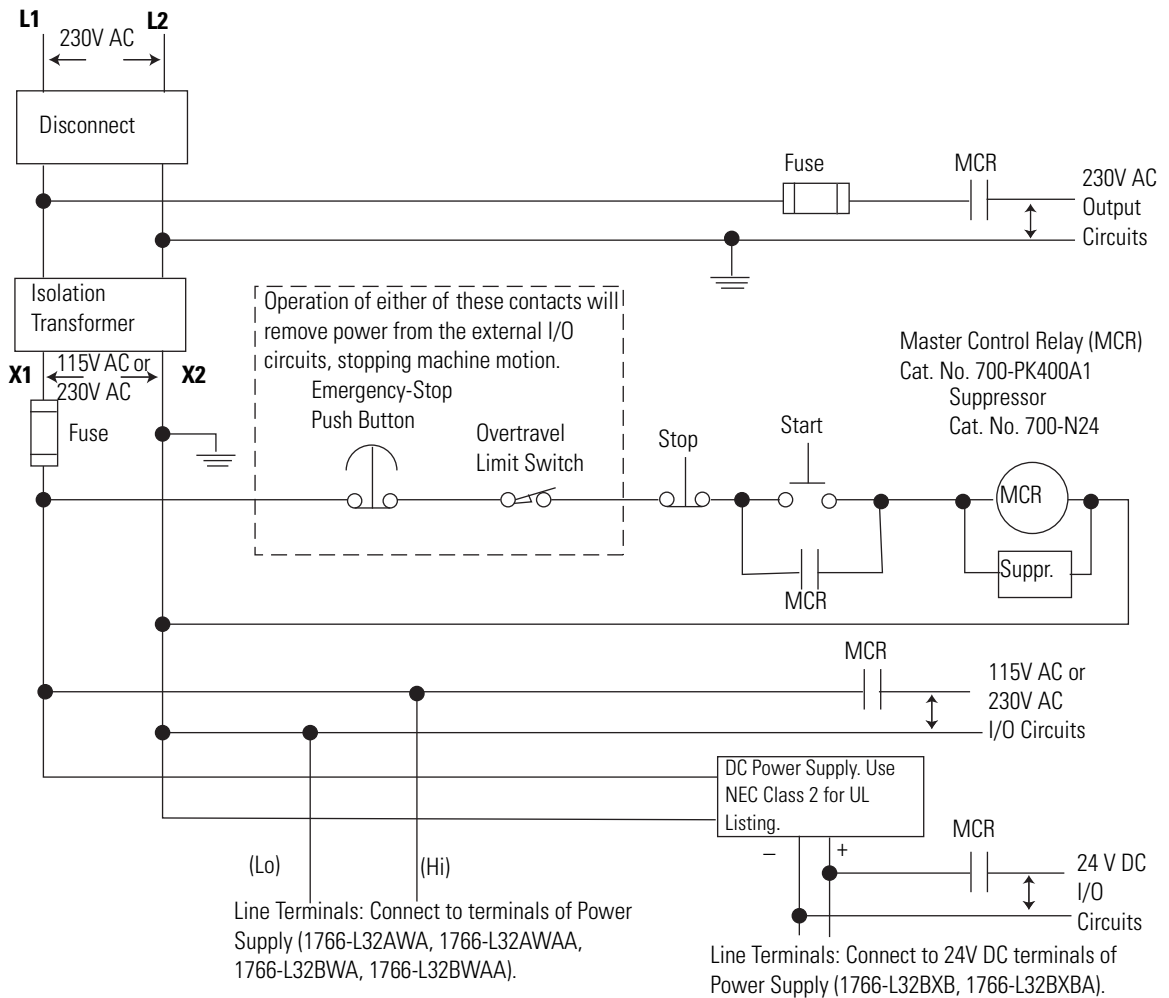 L1
L2
230V AC
Disconnect
Fuse
MCR
230V AC
Output
Circuits
Isolation
Transformer
Operation of either of these contacts will
remove power from the external I/O
circuits, stopping machine motion.
Emergency-Stop
Push Button
Overtravel
Limit Switch
Stop
Start
Master Control Relay (MCR)
Cat. No. 700-PK400A1
Suppressor
Cat. No. 700-N24
X1
115V AC or
230V AC
X2
Fuse
MCR
Suppr.
MCR
MCR
115V AC or
230V AC
I/O Circuits
DC Power Supply. Use
NEC Class 2 for UL
Listing.
– +
MCR
24 V DC
I/O
Circuits
(Lo)
(Hi)
Line Terminals: Connect to terminals of Power
Supply (1766-L32AWA, 1766-L32AWAA,
1766-L32BWA, 1766-L32BWAA).
Line Terminals: Connect to 24V DC terminals of
Power Supply (1766-L32BXB, 1766-L32BXBA).